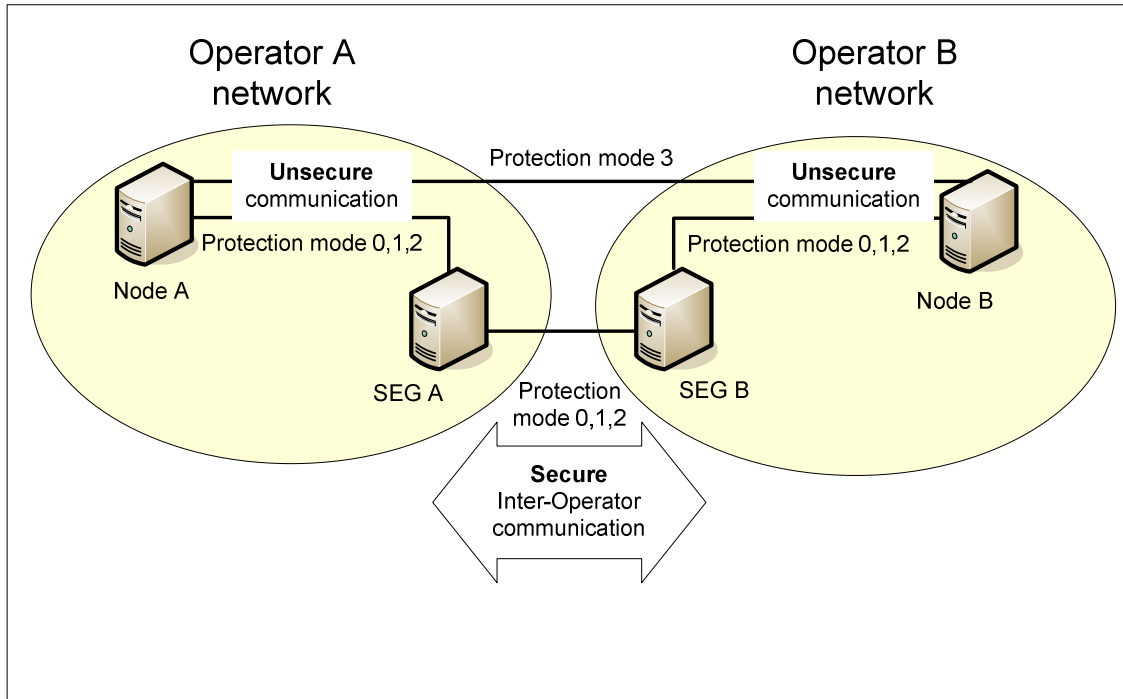 Operator A
network
Operator B
network
Protection mode 3
Unsecure
communication
Unsecure
communication
Protection mode 0,1,2
Protection mode 0,1,2
Node A
Node B
SEG A
SEG B
Protection
mode 0,1,2
Secure
Inter-Operator
communication